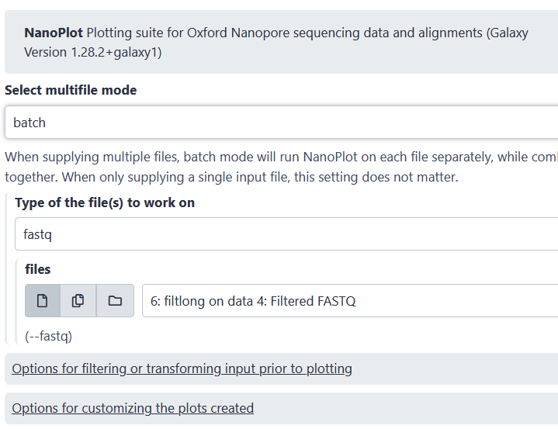 NanoPlot Plotting suite for Oxford Nanopore sequencing data and alignments (Galaxy
Version 1.28.2+galaxy1)
Select multifile mode
batch
When supplying multiple files, batch mode will run NanoPlot on each file separately, while
together. When only supplying a single input file, this setting does not matter.
Type of the file(s) to work on
fastq
files
6: filtlong on data 4: Filtered FASTQ
(--fastq)
Options for filtering or transforming input prior to plotting
Options for customizing the plots created